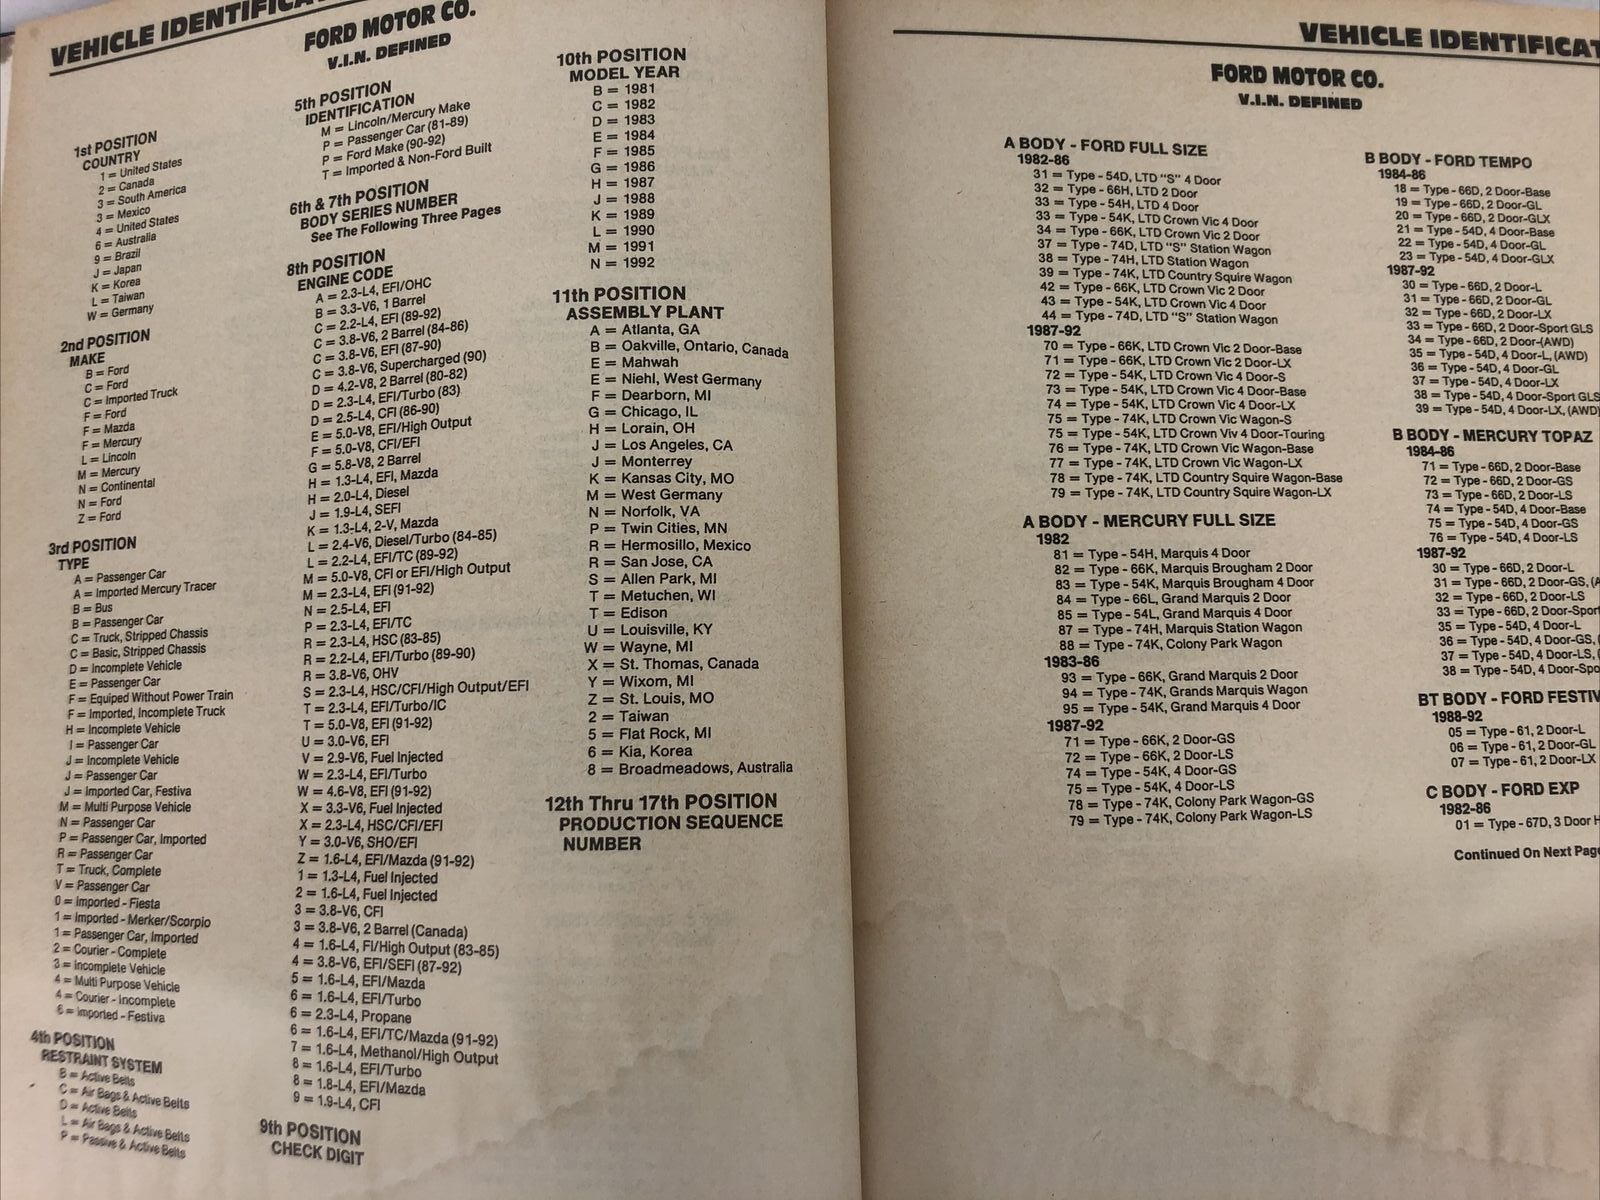 VEHICLE IDENTIFICA
FORD MOTOR CO.
V.I.N. DEFINED
1st POSITION
COUNTRY
1 = United States
2 = Canada
3 = South America
3 = Mexico
4 = United States
6 = Australia
9 = Brazil
J = Japan
K = Korea
L = Taiwan
W = Germany
2nd POSITION
MAKE
B = Ford
C = Ford
C = Imported Truck
F = Ford
F = Mazda
F = Mercury
L = Lincoln
M = Mercury
N = Continental
N = Ford
Z = Ford
3rd POSITION
TYPE
A = Passenger Car
A = Imported Mercury Tracer
B = Bus
B = Passenger Car
C = Truck, Stripped Chassis
C = Basic, Stripped Chassis
D = Incomplete Vehicle
E = Passenger Car
F = Equiped Without Power Train
F = Imported, Incomplete Truck
H = Incomplete Vehicle
I = Passenger Car
J = Incomplete Vehicle
J = Passenger Car
J = Imported Car, Festiva
M = Multi Purpose Vehicle
N = Passenger Car
P = Passenger Car, Imported
R = Passenger Car
T = Truck, Complete
V = Passenger Car
0 = Imported - Fiesta
1 = Imported - Merker/Scorpio
1 = Passenger Car, Imported
2 = Courier - Complete
3 = Incomplete Vehicle
4 = Multi Purpose Vehicle
4 = Courier - Incomplete
6 = Imported - Festiva
4th POSITION
RESTRAINT SYSTEM
B = Active Belts
C = Air Bags & Active Belts
D = Active Belts
L = Air Bags & Active Belts
P = Passive & Active Belts
5th POSITION
IDENTIFICATION
M = Lincoln/Mercury Make
P = Passenger Car (81-89)
P = Ford Make (90-92)
T = Imported & Non-Ford Built
6th & 7th POSITION
BODY SERIES NUMBER
See The Following Three Pages
8th POSITION
ENGINE CODE
A = 2.3-L4, EFI/OHC
B = 3.3-V6, 1 Barrel
C = 2.2-L4, EFI (89-92)
C = 3.8-V6, 2 Barrel (84-86)
C = 3.8-V6, EFI (87-90)
C = 3.8-V6, Supercharged (90)
D = 4.2-V8, 2 Barrel (80-82)
D = 2.3-L4, EFI/Turbo (83)
D = 2.5-L4, CFI (86-90)
E = 5.0-V8, EFI/High Output
F = 5.0-V8, CFI/EFI
G = 5.8-V8, 2 Barrel
H = 1.3-L4, EFI, Mazda
H = 2.0-L4, Diesel
J = 1.9-L4, SEFI
K = 1.3-L4, 2-V, Mazda
L = 2.4-V6, Diesel/Turbo (84-85)
L = 2.2-L4, EFI/TC (89-92)
M = 5.0-V8, CFI or EFI/High Output
M = 2.3-L4, EFI (91-92)
N = 2.5-L4, EFI
P = 2.3-L4, EFI/TC
R = 2.3-L4, HSC (83-85)
R = 2.2-L4, EFI/Turbo (89-90)
R = 3.8-V6, OHV
S = 2.3-L4, HSC/CFI/High Output/EFI
T = 2.3-L4, EFI/Turbo/IC
T = 5.0-V8, EFI (91-92)
U = 3.0-V6, EFI
V = 2.9-V6, Fuel Injected
W = 2.3-L4, EFI/Turbo
W = 4.6-V8, EFI (91-92)
X = 3.3-V6, Fuel Injected
X = 2.3-L4, HSC/CFI/EFI
Y = 3.0-V6, SHO/EFI
Z = 1.6-L4, EFI/Mazda (91-92)
1 = 1.3-L4, Fuel Injected
2 = 1.6-L4, Fuel Injected
3 = 3.8-V6, CFI
3 = 3.8-V6, 2 Barrel (Canada)
4 = 1.6-L4, FI/High Output (83-85)
4 = 3.8-V6, EFI/SEFI (87-92)
5 = 1.6-L4, EFI/Mazda
6 = 1.6-L4, EFI/Turbo
6 = 2.3-L4, Propane
6 = 1.6-L4, EFI/TC/Mazda (91-92)
7 = 1.6-L4, Methanol/High Output
8 = 1.6-L4, EFI/Turbo
8 = 1.8-L4, EFI/Mazda
9 = 1.9-L4, CFI
9th POSITION
CHECK DIGIT
10th POSITION
MODEL YEAR
B = 1981
C = 1982
D = 1983
E = 1984
F = 1985
G = 1986
H = 1987
J = 1988
K = 1989
L = 1990
M = 1991
N = 1992
11th POSITION
ASSEMBLY PLANT
A = Atlanta, GA
B = Oakville, Ontario, Canada
E = Mahwah
E = Niehl, West Germany
F = Dearborn, MI
G = Chicago, IL
H = Lorain, OH
J = Los Angeles, CA
J = Monterrey
K = Kansas City, MO
M = West Germany
N = Norfolk, VA
P = Twin Cities, MN
R = Hermosillo, Mexico
R = San Jose, CA
S = Allen Park, MI
T = Metuchen, WI
T = Edison
U = Louisville, KY
W = Wayne, MI
X = St. Thomas, Canada
Y = Wixom, MI
Z = St. Louis, MO
2 = Taiwan
5 = Flat Rock, MI
6 = Kia, Korea
8 = Broadmeadows, Australia
12th Thru 17th POSITION
PRODUCTION SEQUENCE
NUMBER
VEHICLE IDENTIFICAT
FORD MOTOR CO.
V.I.N. DEFINED
A BODY - FORD FULL SIZE
1982-86
31 = Type - 54D, LTD "S" 4 Door
32 = Type - 66H, LTD 2 Door
33 = Type - 54H, LTD 4 Door
33 = Type - 54K, LTD Crown Vic 4 Door
34 = Type - 66K, LTD Crown Vic 2 Door
37 = Type - 74D, LTD "S" Station Wagon
38 = Type - 74H, LTD Station Wagon
39 = Type - 74K, LTD Country Squire Wagon
42 = Type - 66K, LTD Crown Vic 2 Door
43 = Type - 54K, LTD Crown Vic 4 Door
44 = Type - 74D, LTD "S" Station Wagon
1987-92
70 = Type - 66K, LTD Crown Vic 2 Door-Base
71 = Type - 66K, LTD Crown Vic 2 Door-LX
72 = Type - 54K, LTD Crown Vic 4 Door-S
73 = Type - 54K, LTD Crown Vic 4 Door-Base
74 = Type - 54K, LTD Crown Vic 4 Door-LX
75 = Type - 74K, LTD Crown Vic Wagon-S
75 = Type - 54K, LTD Crown Viv 4 Door-Touring
76 = Type - 74K, LTD Crown Vic Wagon-Base
77 = Type - 74K, LTD Crown Vic Wagon-LX
78 = Type - 74K, LTD Country Squire Wagon-Base
79 = Type - 74K, LTD Country Squire Wagon-LX
A BODY - MERCURY FULL SIZE
1982
81 = Type - 54H, Marquis 4 Door
82 = Type - 66K, Marquis Brougham 2 Door
83 = Type - 54K, Marquis Brougham 4 Door
84 = Type - 66L, Grand Marquis 2 Door
85 = Type - 54L, Grand Marquis 4 Door
87 = Type - 74H, Marquis Station Wagon
88 = Type - 74K, Colony Park Wagon
1983-86
93 = Type - 66K, Grand Marquis 2 Door
94 = Type - 74K, Grands Marquis Wagon
95 = Type - 54K, Grand Marquis 4 Door
1987-92
71 = Type - 66K, 2 Door-GS
72 = Type - 66K, 2 Door-LS
74 = Type - 54K, 4 Door-GS
75 = Type - 54K, 4 Door-LS
78 = Type - 74K, Colony Park Wagon-GS
79 = Type - 74K, Colony Park Wagon-LS
B BODY - FORD TEMPO
1984-86
18 = Type - 66D, 2 Door-Base
19 = Type - 66D, 2 Door-GL
20 = Type - 66D, 2 Door-GLX
21 = Type - 54D, 4 Door-Base
22 = Type - 54D, 4 Door-GL
23 = Type - 54D, 4 Door-GLX
1987-92
30 = Type - 66D, 2 Door-L
31 = Type - 66D, 2 Door-GL
32 = Type - 66D, 2 Door-LX
33 = Type - 66D, 2 Door-Sport GLS
34 = Type - 66D, 2 Door-(AWD)
35 = Type - 54D, 4 Door-L, (AWD)
36 = Type - 54D, 4 Door-GL
37 = Type - 54D, 4 Door-LX
38 = Type - 54D, 4 Door-Sport GLS
39 = Type - 54D, 4 Door-LX, (AWD)
B BODY - MERCURY TOPAZ
1984-86
71 = Type - 66D, 2 Door-Base
72 = Type - 66D, 2 Door-GS
73 = Type - 66D, 2 Door-LS
74 = Type - 54D, 4 Door-Base
75 = Type - 54D, 4 Door-GS
76 = Type - 54D, 4 Door-LS
1987-92
30 = Type - 66D, 2 Door-L
31 = Type - 66D, 2 Door-GS, (
32 = Type - 66D, 2 Door-LS
33 = Type - 66D, 2 Door-Sport
35 = Type - 54D, 4 Door-L
36 = Type - 54D, 4 Door-GS, (
37 = Type - 54D, 4 Door-LS, (
38 = Type - 54D, 4 Door-Spo
BT BODY - FORD FESTIV
1988-92
05 = Type - 61, 2 Door-L
06 = Type - 61, 2 Door-GL
07 = Type - 61, 2 Door-LX
C BODY - FORD EXP
1982-86
01 = Type - 67D, 3 Door H
Continued On Next Page